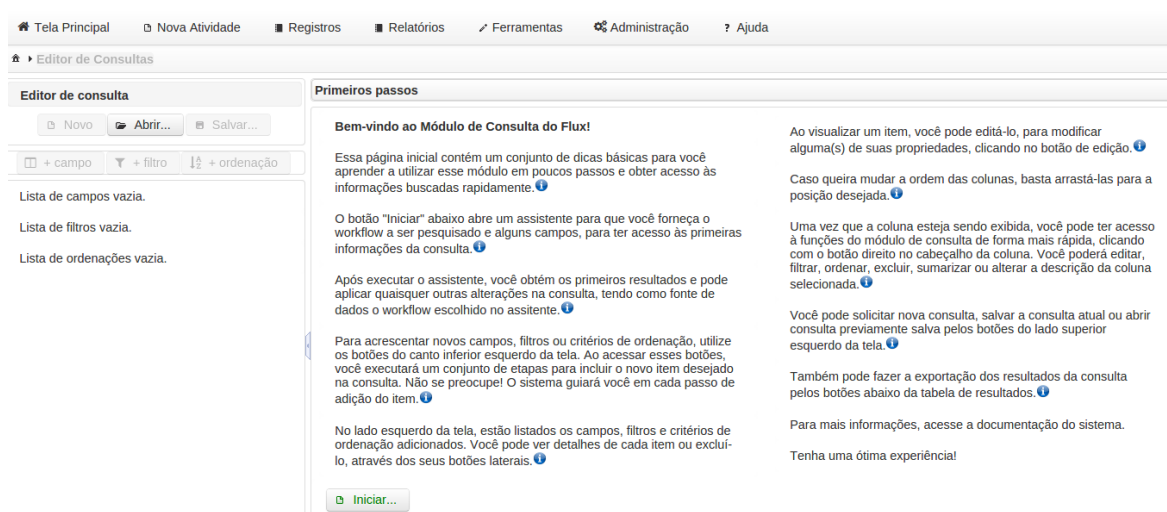 Tela Principal Nova Atividade Registros Relatórios Ferramentas Administração ? Ajuda
Editor de Consultas
Editor de consulta
Novo Abrir... Salvar...
+ campo + filtro + ordenação
Lista de campos vazia.
Lista de filtros vazia.
Lista de ordenações vazia.
Primeiros passos
Bem-vindo ao Módulo de Consulta do Flux!
Essa página inicial contém um conjunto de dicas básicas para você
aprender a utilizar esse módulo em poucos passos e obter acesso às
informações buscadas rapidamente.
O botão "Iniciar" abaixo abre um assistente para que você forneça o
workflow a ser pesquisado e alguns campos, para ter acesso às primeiras
informações da consulta.
Após executar o assistente, você obtém os primeiros resultados e pode
aplicar quaisquer outras alterações na consulta, tendo como fonte de
dados o workflow escolhido no assitente.
Para acrescentar novos campos, filtros ou critérios de ordenação, utilize
os botões do canto inferior esquerdo da tela. Ao acessar esses botões,
você executará um conjunto de etapas para incluir o novo item desejado
na consulta. Não se preocupe! O sistema guiará você em cada passo de
adição do item.
No lado esquerdo da tela, estão listados os campos, filtros e critérios de
ordenação adicionados. Você pode ver detalhes de cada item ou excluí-
lo, através dos seus botões laterais.
Iniciar...
Ao visualizar um item, você pode editá-lo, para modificar
alguma(s) de suas propriedades, clicando no botão de edição.
Caso queira mudar a ordem das colunas, basta arrastá-las para a
posição desejada.
Uma vez que a coluna esteja sendo exibida, você pode ter acesso
à funções do módulo de consulta de forma mais rápida, clicando
com o botão direito no cabeçalho da coluna. Você poderá editar,
filtrar, ordenar, excluir, sumarizar ou alterar a descrição da coluna
selecionada.
Você pode solicitar nova consulta, salvar a consulta atual ou abrir
consulta previamente salva pelos botões do lado superior
esquerdo da tela.
Também pode fazer a exportação dos resultados da consulta
pelos botões abaixo da tabela de resultados.
Para mais informações, acesse a documentação do sistema.
Tenha uma ótima experiência!